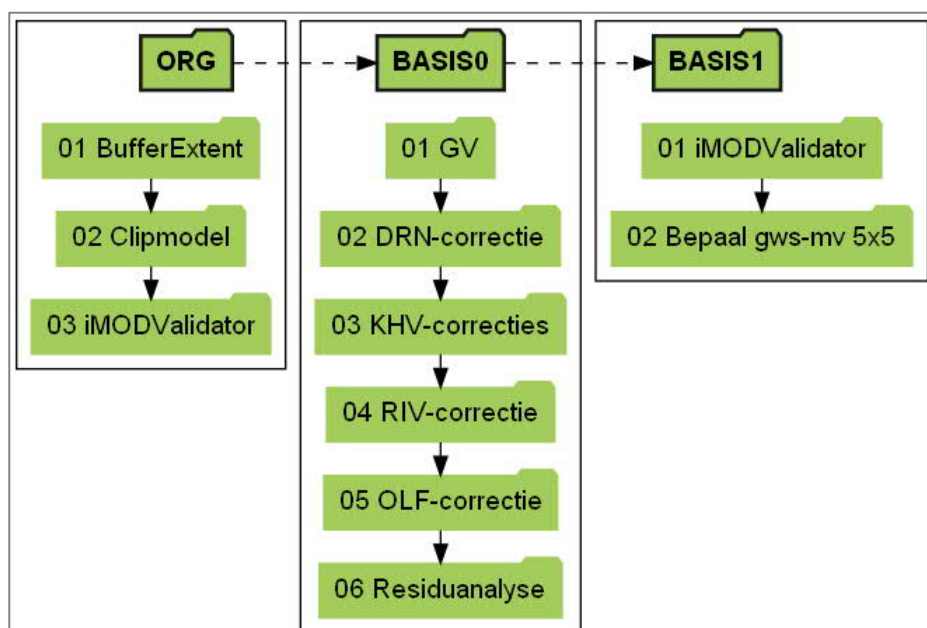 ORG
01 BufferExtent
02 Clipmodel
03 iMODValidator
BASIS0
01 GV
02 DRN-correctie
03 KHV-correcties
04 RIV-correctie
05 OLF-correctie
06 Residuanalyse
BASIS1
01 iMODValidator
02 Bepaal gws-mv 5x5